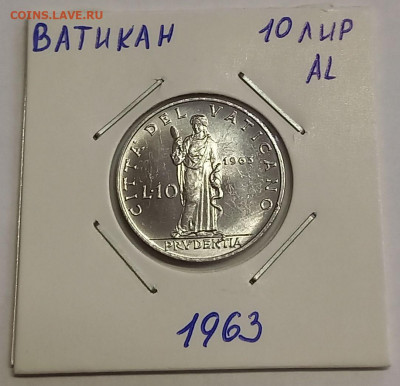 COINS.LAVE.RU
ВАТИКАН
10 ЛИР
AL
CITTA DEL VATICANO
1963
L.10
PRVDENTIA
1963